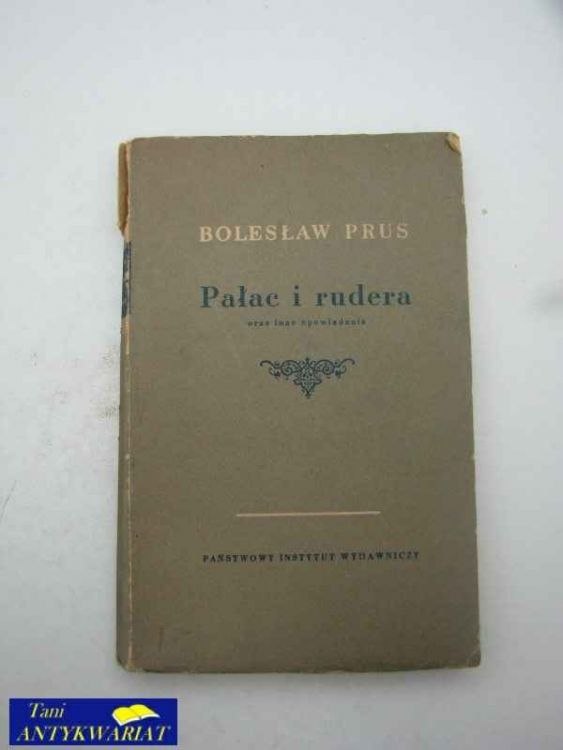 BOLESŁAW PRUS
Pałac i rudera
oraz inne opowiadania
PAŃSTWOWY INSTYTUT WYDAWNICZY
Tani
ANTYKWARIAT